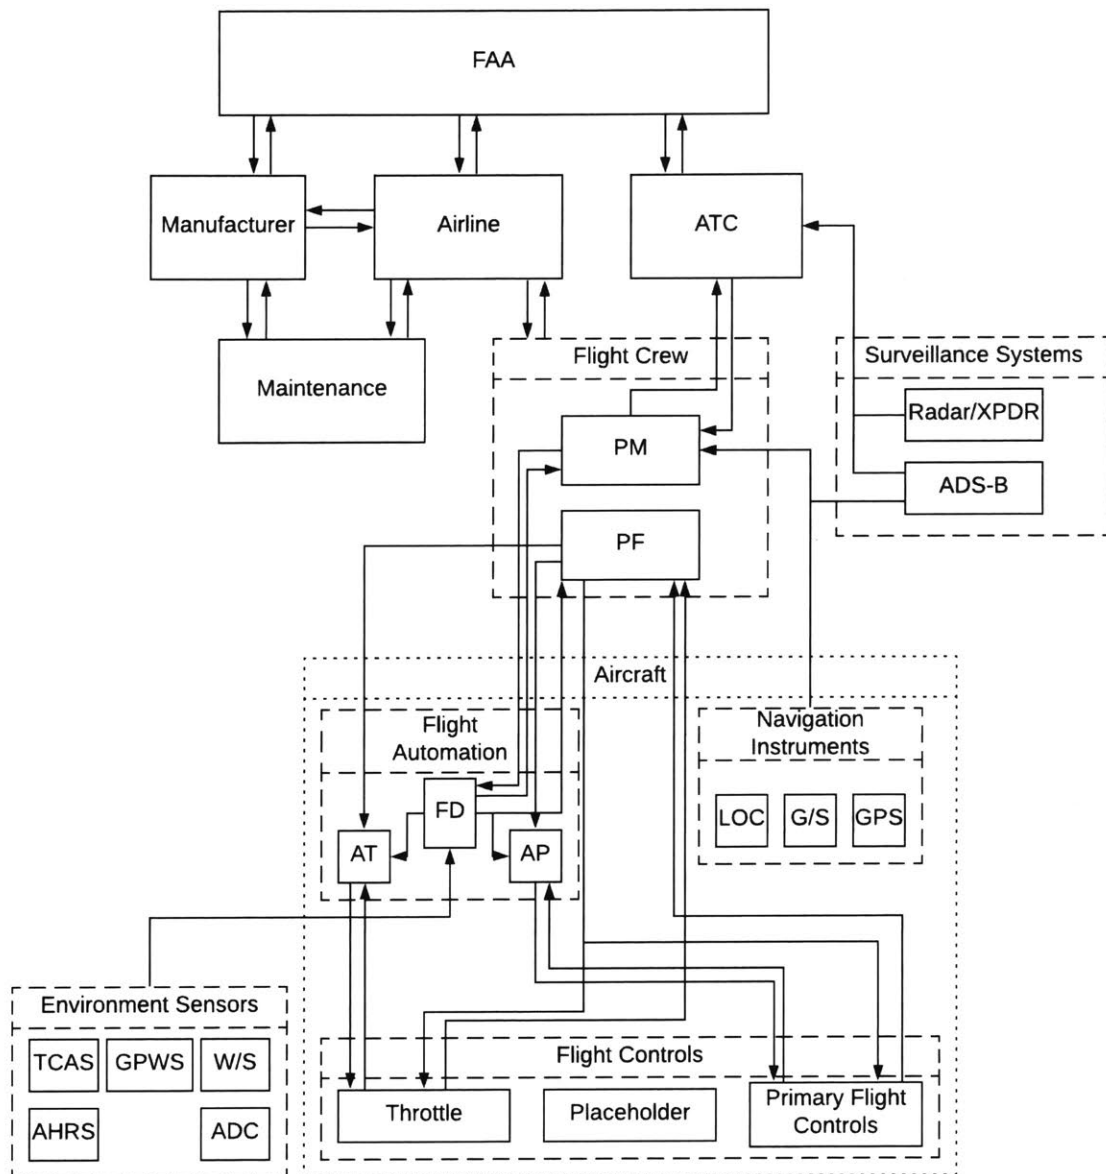 FAA
Manufacturer
Airline
ATC
Maintenance
Flight Crew
Surveillance Systems
Radar/XPDR
PM
ADS-B
PF
Aircraft
Flight
Automation
Navigation
Instruments
FD
LOC
G/S
GPS
AT
AP
Environment Sensors
TCAS
GPWS
W/S
AHRS
ADC
Flight Controls
Throttle
Placeholder
Primary Flight
Controls